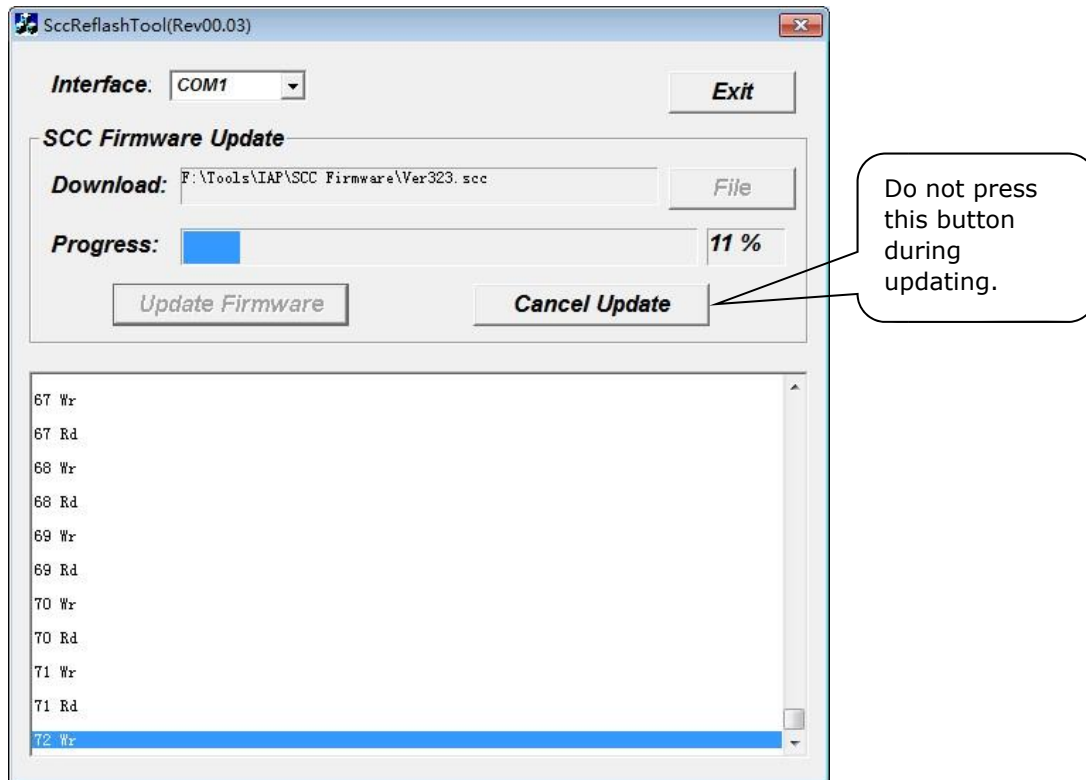 SccReflashTool(Rev00.03)
Interface: COM1
Exit
SCC Firmware Update
Download: F:\Tools\IAP\SCC Firmware\Ver323.scc
File
Progress: 11 %
Update Firmware
Cancel Update
Do not press
this button
during
updating.
67 Wr
67 Rd
68 Wr
68 Rd
69 Wr
69 Rd
70 Wr
70 Rd
71 Wr
71 Rd
72 Wr